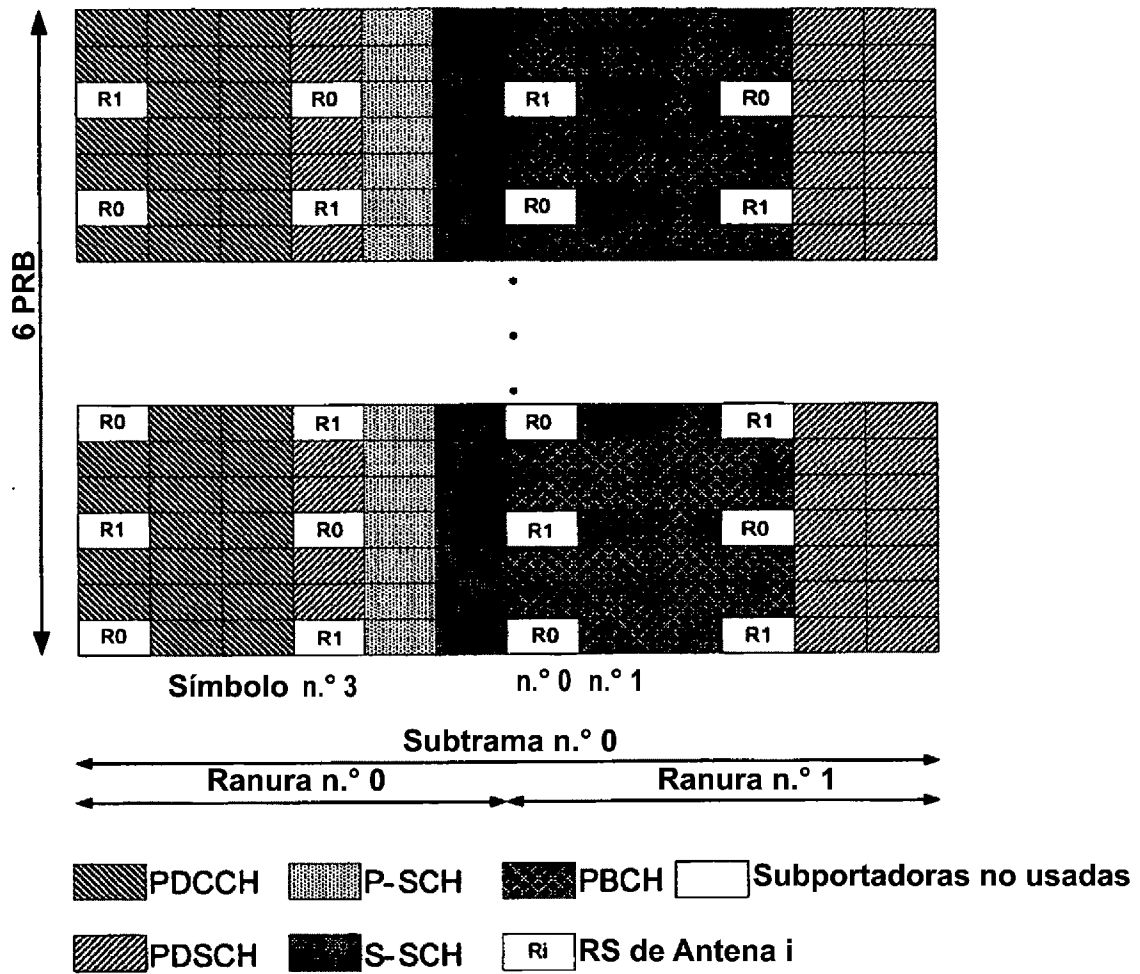 6 PRB
R1 R0 R1 R0
R0 R1 R0 R1
R0 R1 R0 R1
R1 R0 R1 R0
R0 R1 R0 R1
Símbolo n.° 3 n.° 0 n.° 1
Subtrama n.° 0
Ranura n.° 0 Ranura n.° 1
PDCCH P-SCH PBCH Subportadoras no usadas
PDSCH S-SCH Ri RS de Antena i